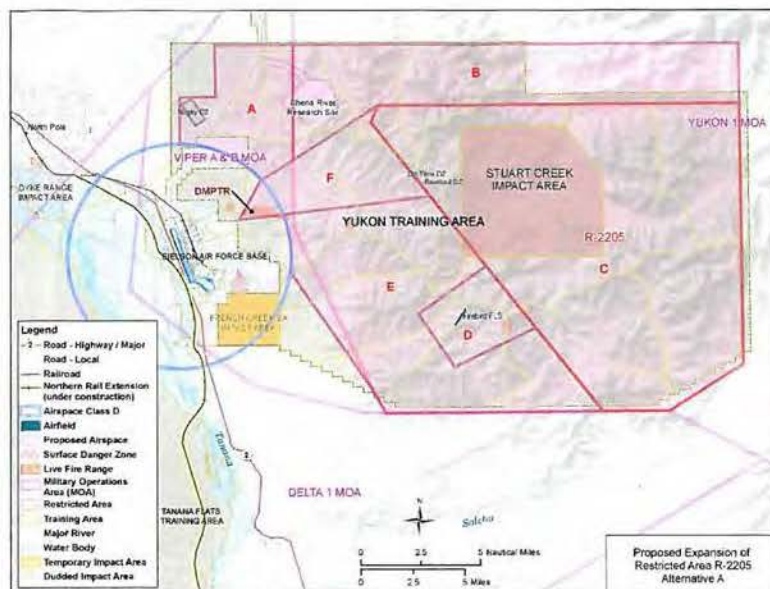 B
A
Chena River
Research Site
North Pole
YUKON 1 MOA
VIPER A & B MOA
F
STUART CREEK
IMPACT AREA
DYKE RANGE
IMPACT AREA
DMPTR
YUKON TRAINING AREA
R-2205
C
EIELSON AIR FORCE BASE
E
D
IMPACT AREA
Legend
2 Road - Highway / Major
Road - Local
Railroad
Northern Rail Extension
(under construction)
Airspace Class D
Airfield
Proposed Airspace
Surface Danger Zone
Live Fire Range
Military Operations
Area (MOA)
Restricted Area
Training Area
Major River
Water Body
Temporary Impact Area
Dudded Impact Area
Tanana
2
TANANA FLATS
TRAINING AREA
DELTA 1 MOA
N
Salcha
0 2.5 5 Nautical Miles
0 2.5 5 Miles
Proposed Expansion of
Restricted Area R-2205
Alternative A